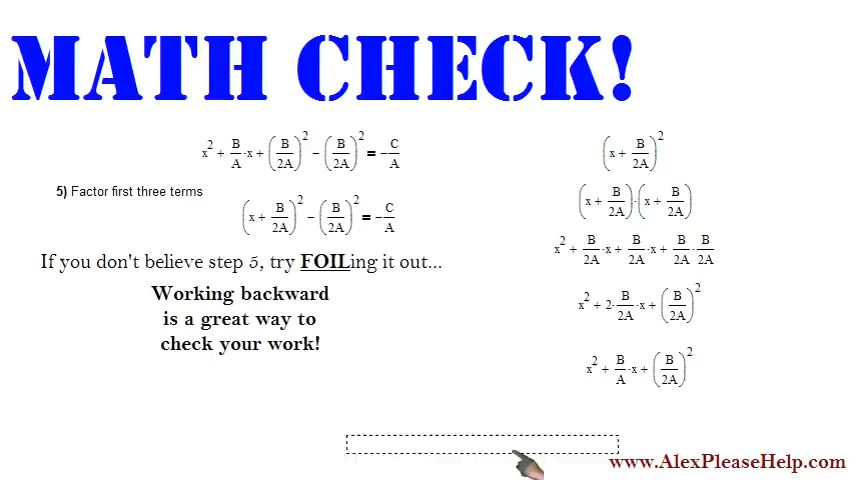 MATH CHECK!
x² + B/A·x + (B/2A)² − (B/2A)² = −C/A
5) Factor first three terms
(x + B/2A)² − (B/2A)² = −C/A
If you don't believe step 5, try FOILing it out...
Working backward
is a great way to
check your work!
(x + B/2A)²
(x + B/2A)·(x + B/2A)
x² + B/2A·x + B/2A·x + B/2A·B/2A
x² + 2·B/2A·x + (B/2A)²
x² + B/A·x + (B/2A)²
www.AlexPleaseHelp.com